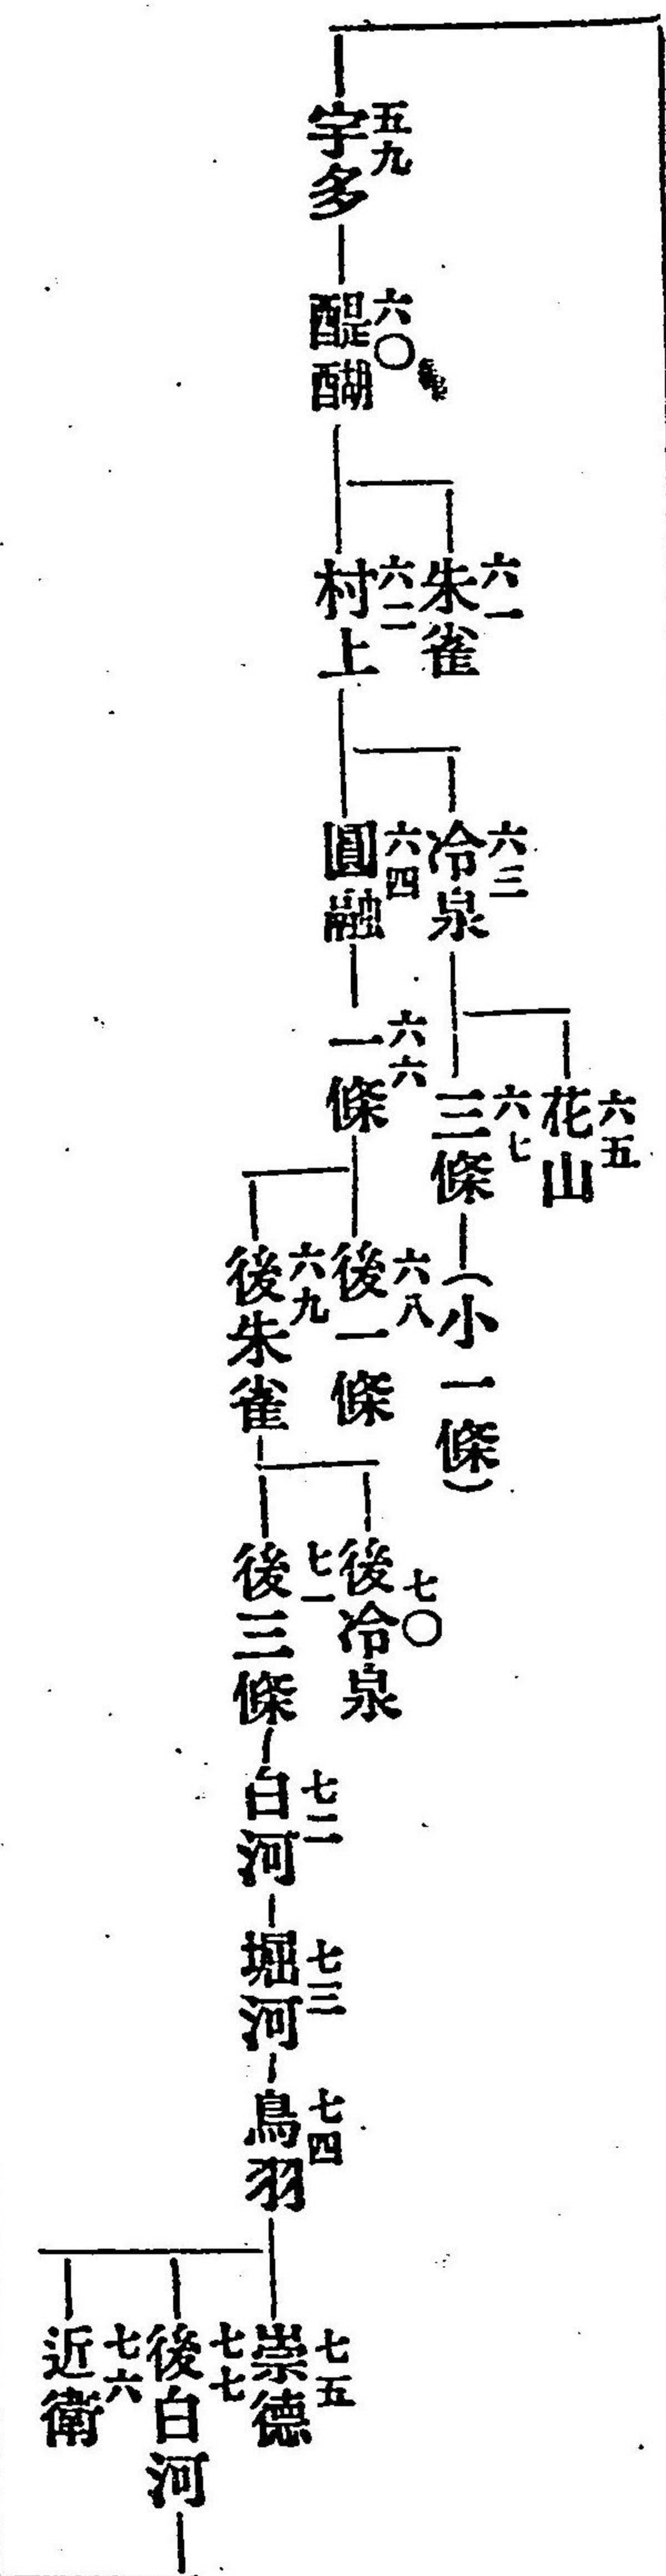 五九
宇多
六〇
醍醐
六一
朱雀
六二
村上
六三
冷泉
六四
圓融
六五
花山
六七
三條
(小一條)
六六
一條
六八
後一條
六九
後朱雀
七〇
後冷泉
七一
後三條
七二
白河
七三
堀河
七四
鳥羽
七五
崇德
七七
後白河
七六
近衛